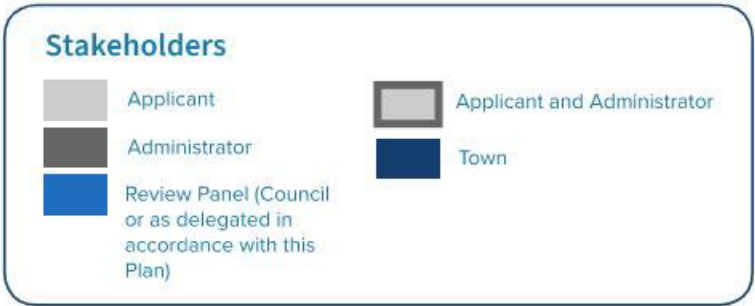 Stakeholders
Applicant
Administrator
Review Panel (Council
or as delegated in
accordance with this
Plan)
Applicant and Administrator
Town